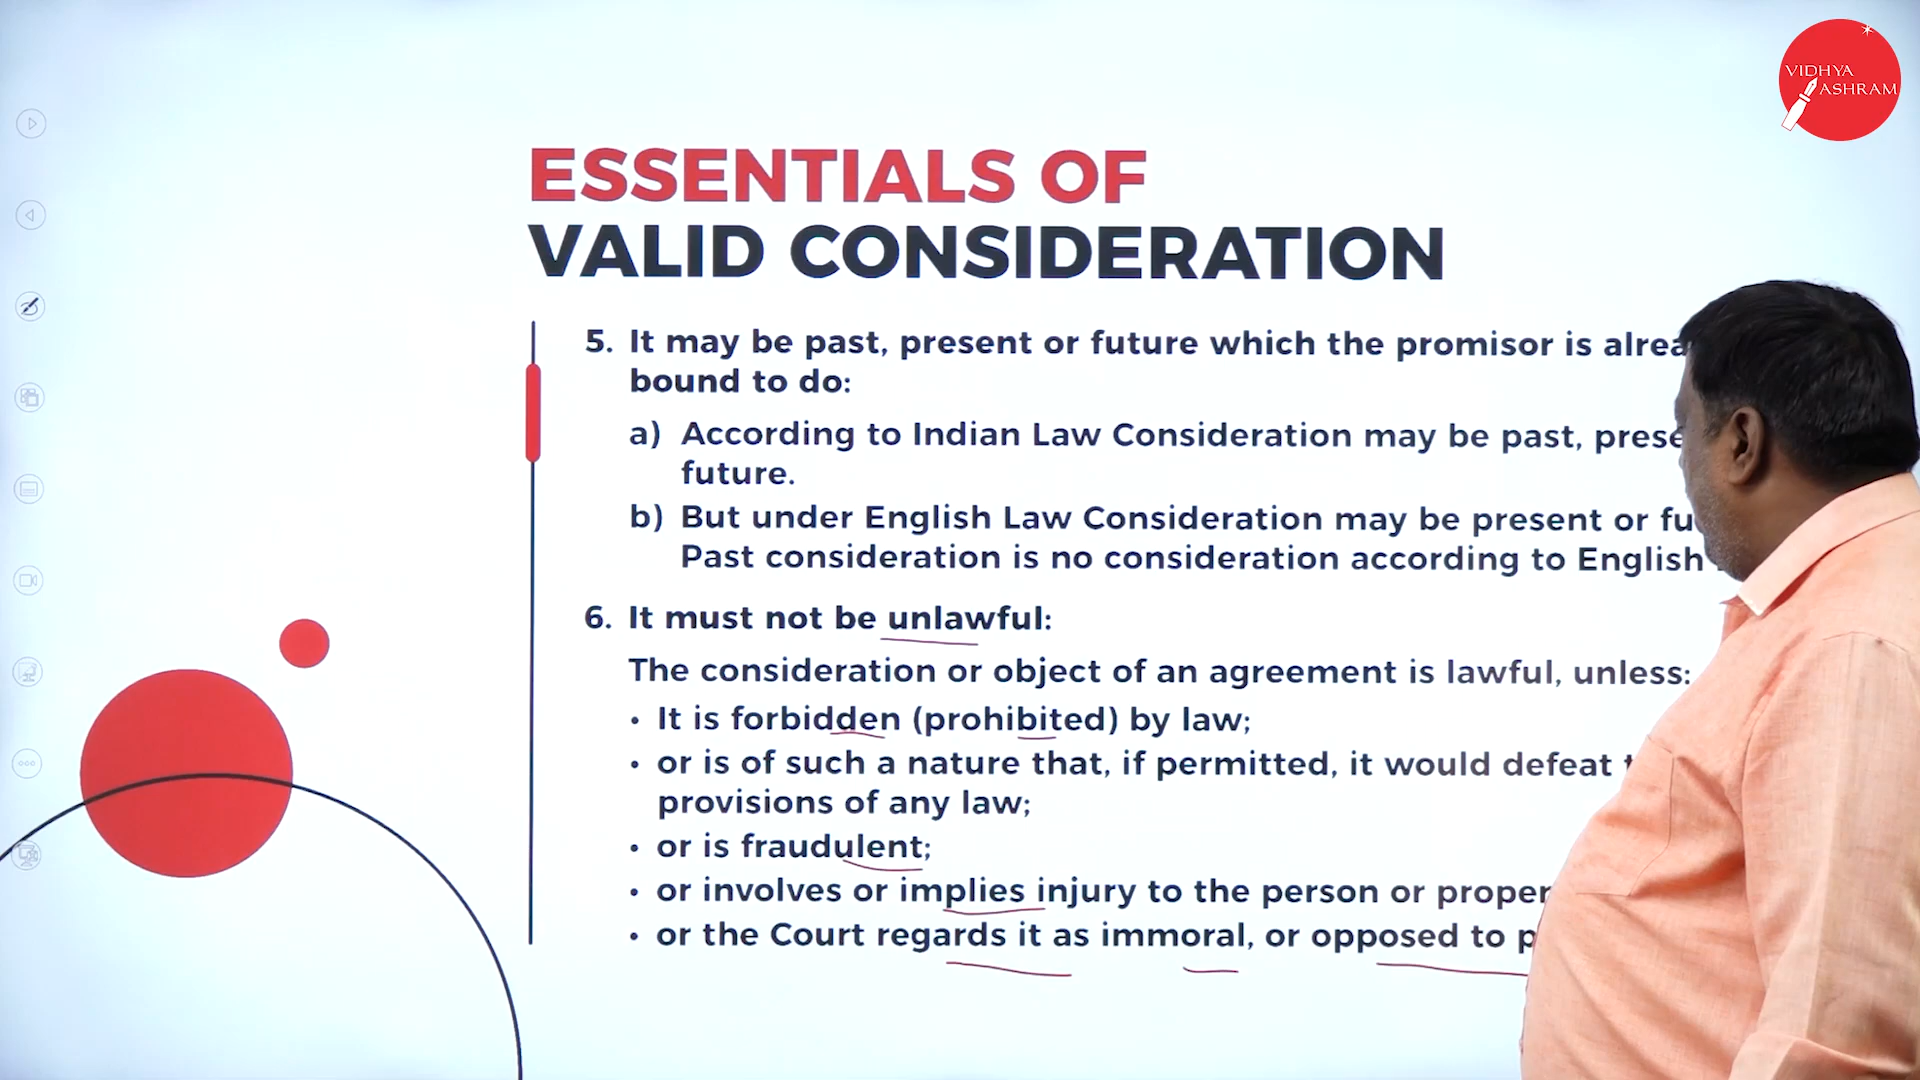 VIDHYA
ASHRAM
ESSENTIALS OF
VALID CONSIDERATION
5. It may be past, present or future which the promisor is
bound to do:
a) According to Indian Law Consideration may be past,
future.
b) But under English Law Consideration may be present or
Past consideration is no consideration according to English
6. It must not be unlawful:
The consideration or object of an agreement is lawful, unless:
• It is forbidden (prohibited) by law;
• or is of such a nature that, if permitted, it would defeat
provisions of any law;
• or is fraudulent;
• or involves or implies injury to the person or
• or the Court regards it as immoral, or opposed to